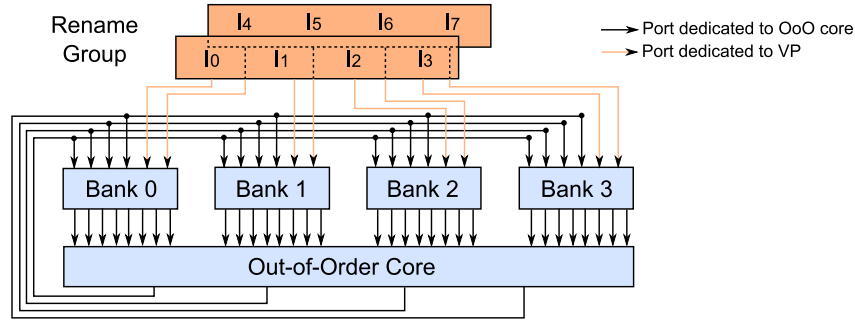 Rename
Group
I4 I5 I6 I7
I0 I1 I2 I3
Port dedicated to OoO core
Port dedicated to VP
Bank 0 Bank 1 Bank 2 Bank 3
Out-of-Order Core